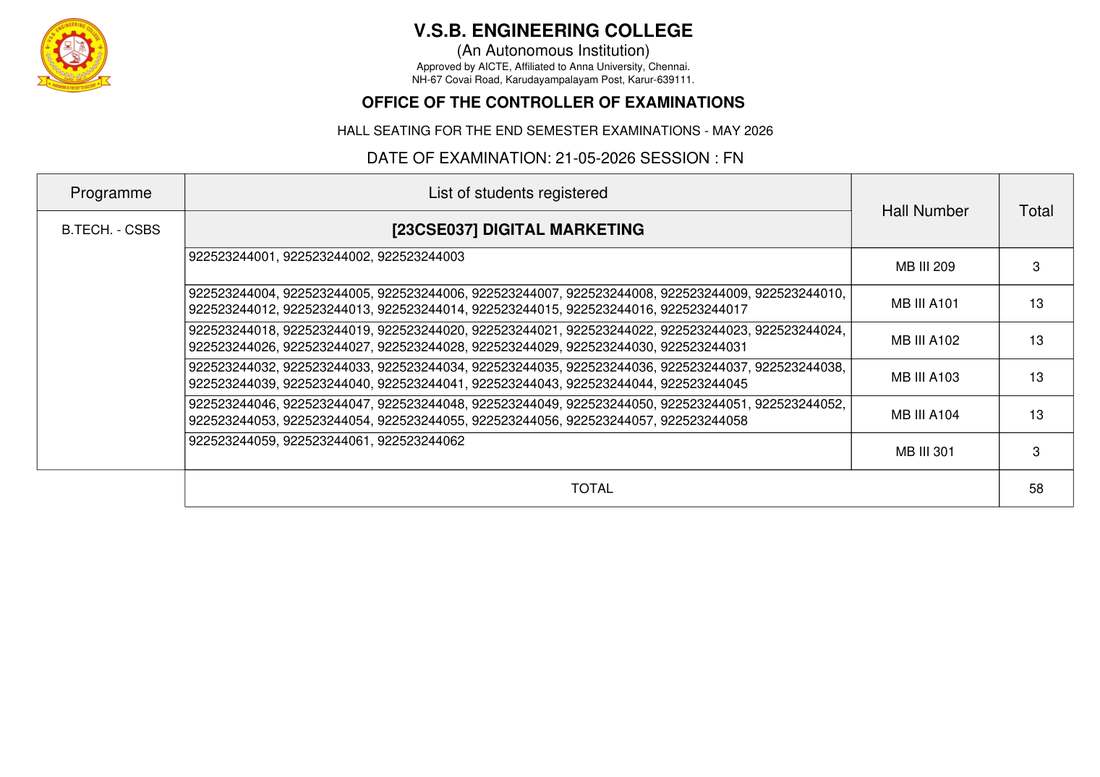 V.S.B. ENGINEERING COLLEGE
(An Autonomous Institution)
Approved by AICTE, Affiliated to Anna University, Chennai.
NH-67 Covai Road, Karudayampalayam Post, Karur-639111.
OFFICE OF THE CONTROLLER OF EXAMINATIONS
HALL SEATING FOR THE END SEMESTER EXAMINATIONS - MAY 2026
DATE OF EXAMINATION: 21-05-2026 SESSION : FN
Programme List of students registered Hall Number Total
B.TECH. - CSBS [23CSE037] DIGITAL MARKETING
922523244001, 922523244002, 922523244003 MB III 209 3
922523244004, 922523244005, 922523244006, 922523244007, 922523244008, 922523244009, 922523244010,
922523244012, 922523244013, 922523244014, 922523244015, 922523244016, 922523244017 MB III A101 13
922523244018, 922523244019, 922523244020, 922523244021, 922523244022, 922523244023, 922523244024,
922523244026, 922523244027, 922523244028, 922523244029, 922523244030, 922523244031 MB III A102 13
922523244032, 922523244033, 922523244034, 922523244035, 922523244036, 922523244037, 922523244038,
922523244039, 922523244040, 922523244041, 922523244043, 922523244044, 922523244045 MB III A103 13
922523244046, 922523244047, 922523244048, 922523244049, 922523244050, 922523244051, 922523244052,
922523244053, 922523244054, 922523244055, 922523244056, 922523244057, 922523244058 MB III A104 13
922523244059, 922523244061, 922523244062 MB III 301 3
TOTAL 58